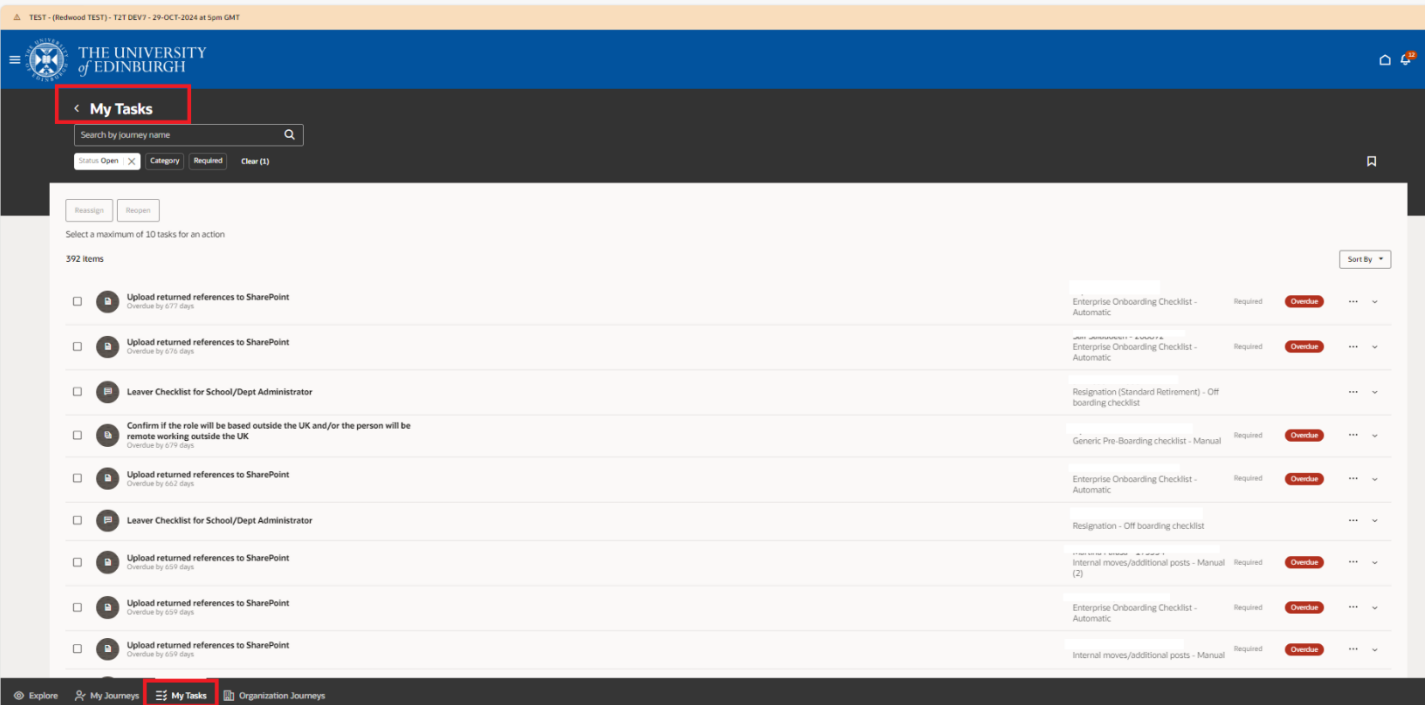 TEST - (Redwood TEST) - T2T DEV7 - 29-OCT-2024 at 5pm GMT
THE UNIVERSITY
of EDINBURGH
12
My Tasks
Search by journey name
Status Open
Category
Required
Clear (1)
Reassign
Reopen
Select a maximum of 10 tasks for an action
392 items
Sort By
Upload returned references to SharePoint
Overdue by 677 days
Enterprise Onboarding Checklist -
Automatic
Required
Overdue
Upload returned references to SharePoint
Overdue by 676 days
Enterprise Onboarding Checklist -
Automatic
Required
Overdue
Leaver Checklist for School/Dept Administrator
Resignation (Standard Retirement) - Off
boarding checklist
Confirm if the role will be based outside the UK and/or the person will be
remote working outside the UK
Overdue by 679 days
Generic Pre-Boarding checklist - Manual
Required
Overdue
Upload returned references to SharePoint
Overdue by 662 days
Enterprise Onboarding Checklist -
Automatic
Required
Overdue
Leaver Checklist for School/Dept Administrator
Resignation - Off boarding checklist
Upload returned references to SharePoint
Overdue by 659 days
Internal moves/additional posts - Manual
(2)
Required
Overdue
Upload returned references to SharePoint
Overdue by 659 days
Enterprise Onboarding Checklist -
Automatic
Required
Overdue
Upload returned references to SharePoint
Overdue by 659 days
Internal moves/additional posts - Manual
Required
Overdue
Explore
My Journeys
My Tasks
Organization Journeys